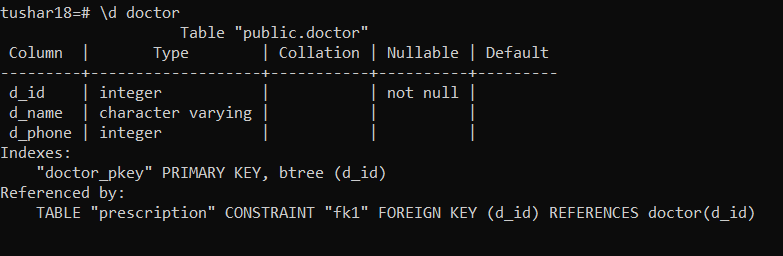 tushar18=# \d doctor
                  Table "public.doctor"
 Column  |       Type        | Collation | Nullable | Default
---------+-------------------+-----------+----------+---------
 d_id    | integer           |           | not null |
 d_name  | character varying |           |          |
 d_phone | integer           |           |          |
Indexes:
    "doctor_pkey" PRIMARY KEY, btree (d_id)
Referenced by:
    TABLE "prescription" CONSTRAINT "fk1" FOREIGN KEY (d_id) REFERENCES doctor(d_id)